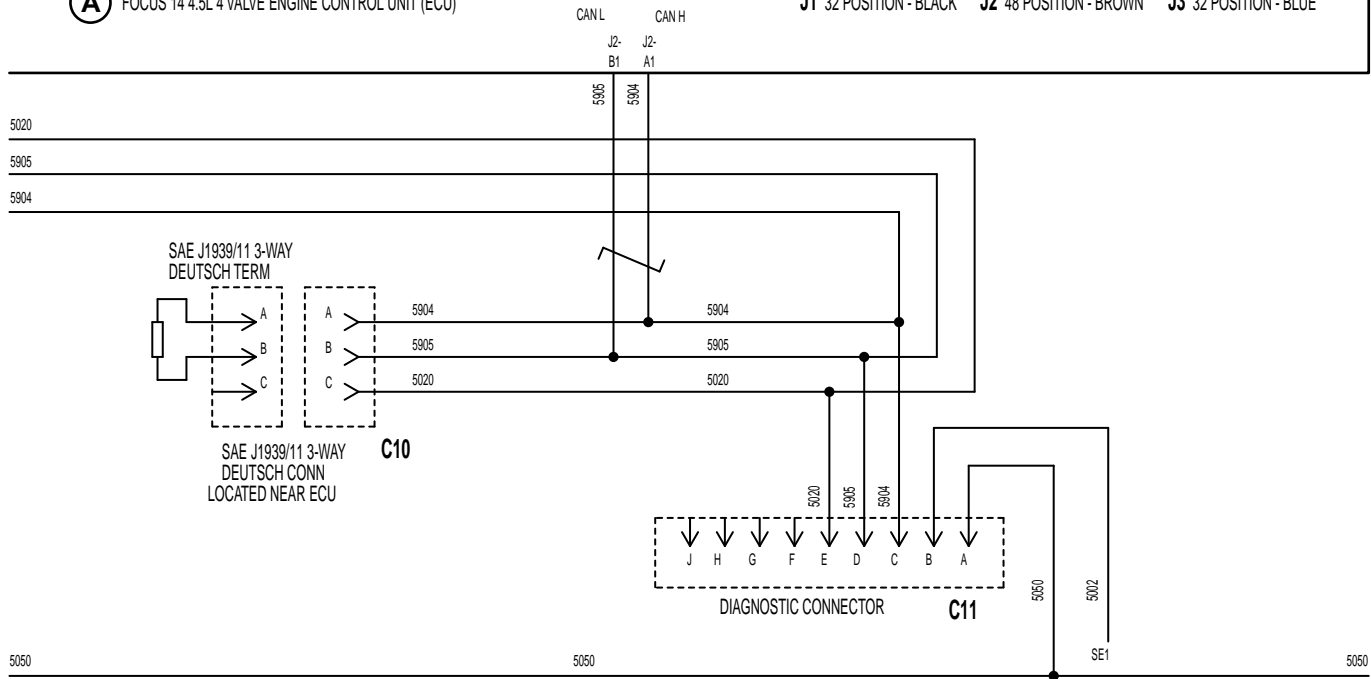 A FOCUS 14 4.5L 4 VALVE ENGINE CONTROL UNIT (ECU)
J1 32 POSITION - BLACK J2 48 POSITION - BROWN J3 32 POSITION - BLUE
CAN L CAN H
J2-
B1
J2-
A1
5905 5904
5020
5905
5904
SAE J1939/11 3-WAY
DEUTSCH TERM
A
B
C
A
B
C
5904 5904
5905 5905
5020 5020
SAE J1939/11 3-WAY
DEUTSCH CONN
LOCATED NEAR ECU
C10
5020 5905 5904
J H G F E D C B A
DIAGNOSTIC CONNECTOR C11
5050 5002
SE1
5050 5050 5050